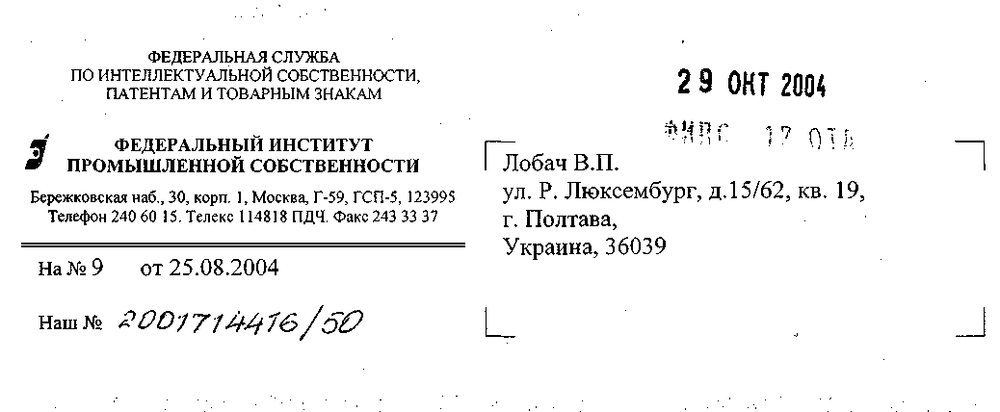 ФЕДЕРАЛЬНАЯ СЛУЖБА
ПО ИНТЕЛЛЕКТУАЛЬНОЙ СОБСТВЕННОСТИ,
ПАТЕНТАМ И ТОВАРНЫМ ЗНАКАМ
ФЕДЕРАЛЬНЫЙ ИНСТИТУТ
ПРОМЫШЛЕННОЙ СОБСТВЕННОСТИ
Бережковская наб., 30, корп. 1, Москва, Г-59, ГСП-5, 123995
Телефон 240 60 15. Телекс 114818 ПДЧ. Факс 243 33 37
На № 9 от 25.08.2004
Наш № 2001714416/50
29 ОКТ 2004
ФИПС 17 ОТД
Лобач В.П.
ул. Р. Люксембург, д.15/62, кв. 19,
г. Полтава,
Украина, 36039